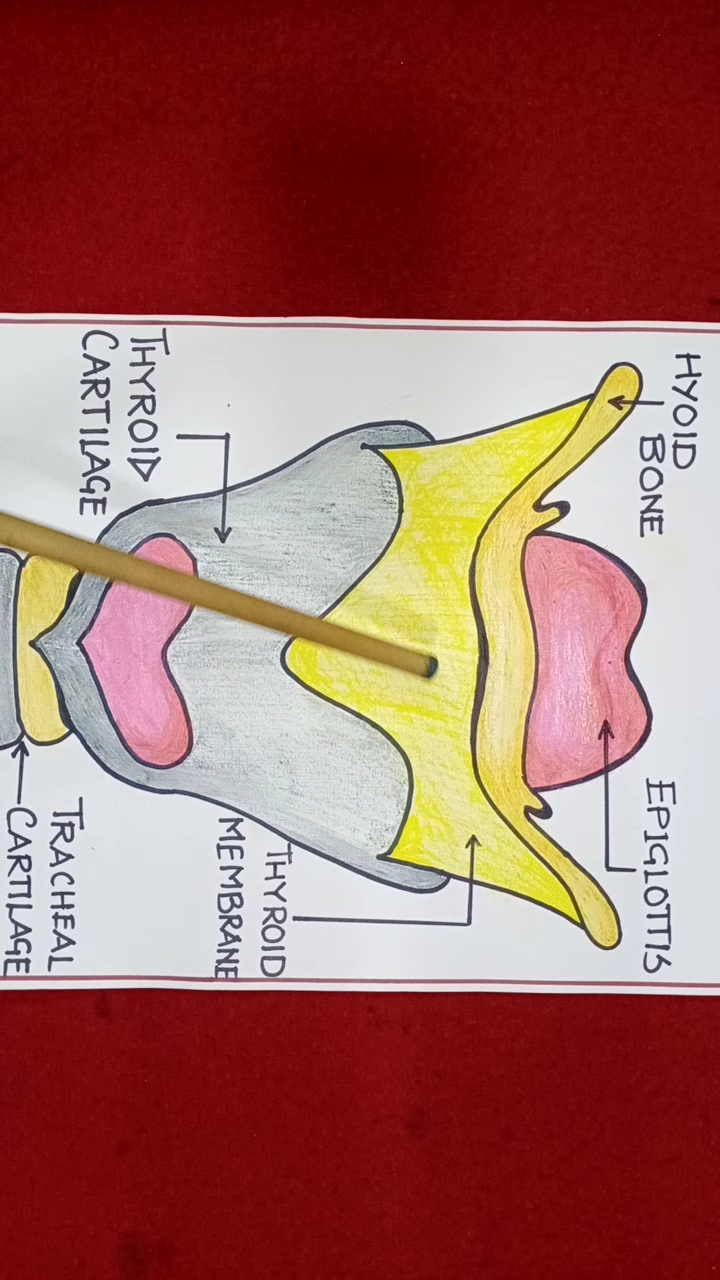 HYOID
BONE
EPIGLOTTIS
THYROID
CARTILAGE
THYROID
MEMBRANE
TRACHEAL
CARTILAGE